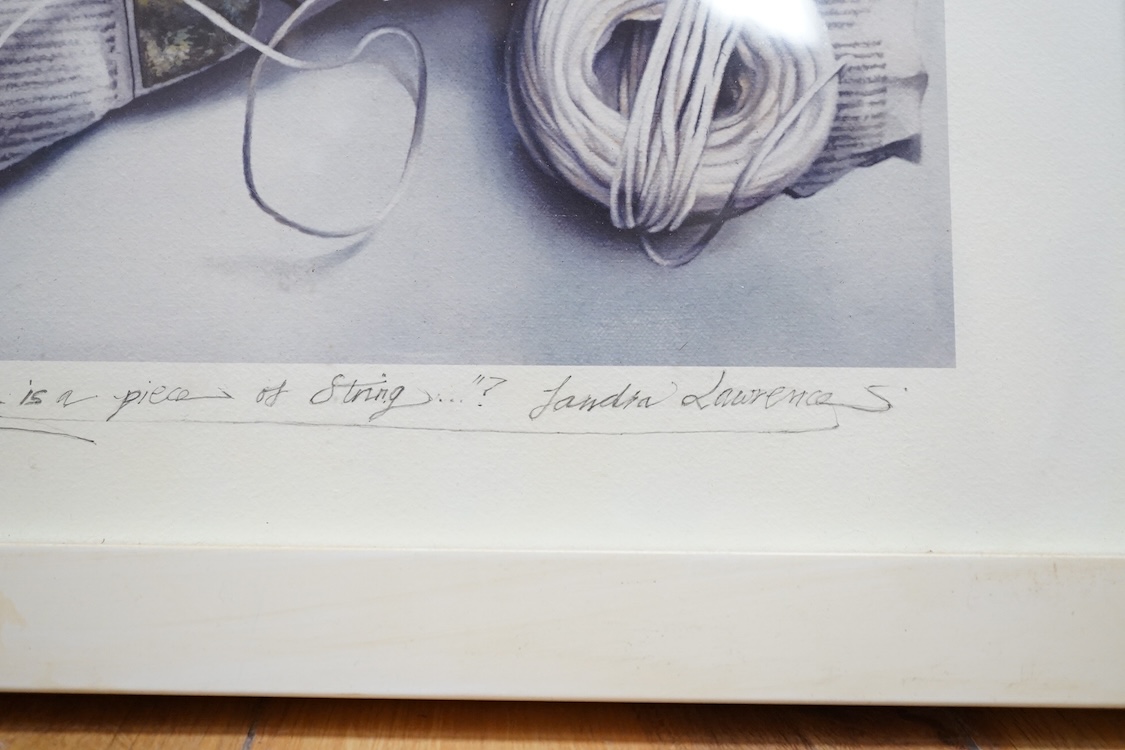 is a piece of String..."? Sandra Lawrence S.